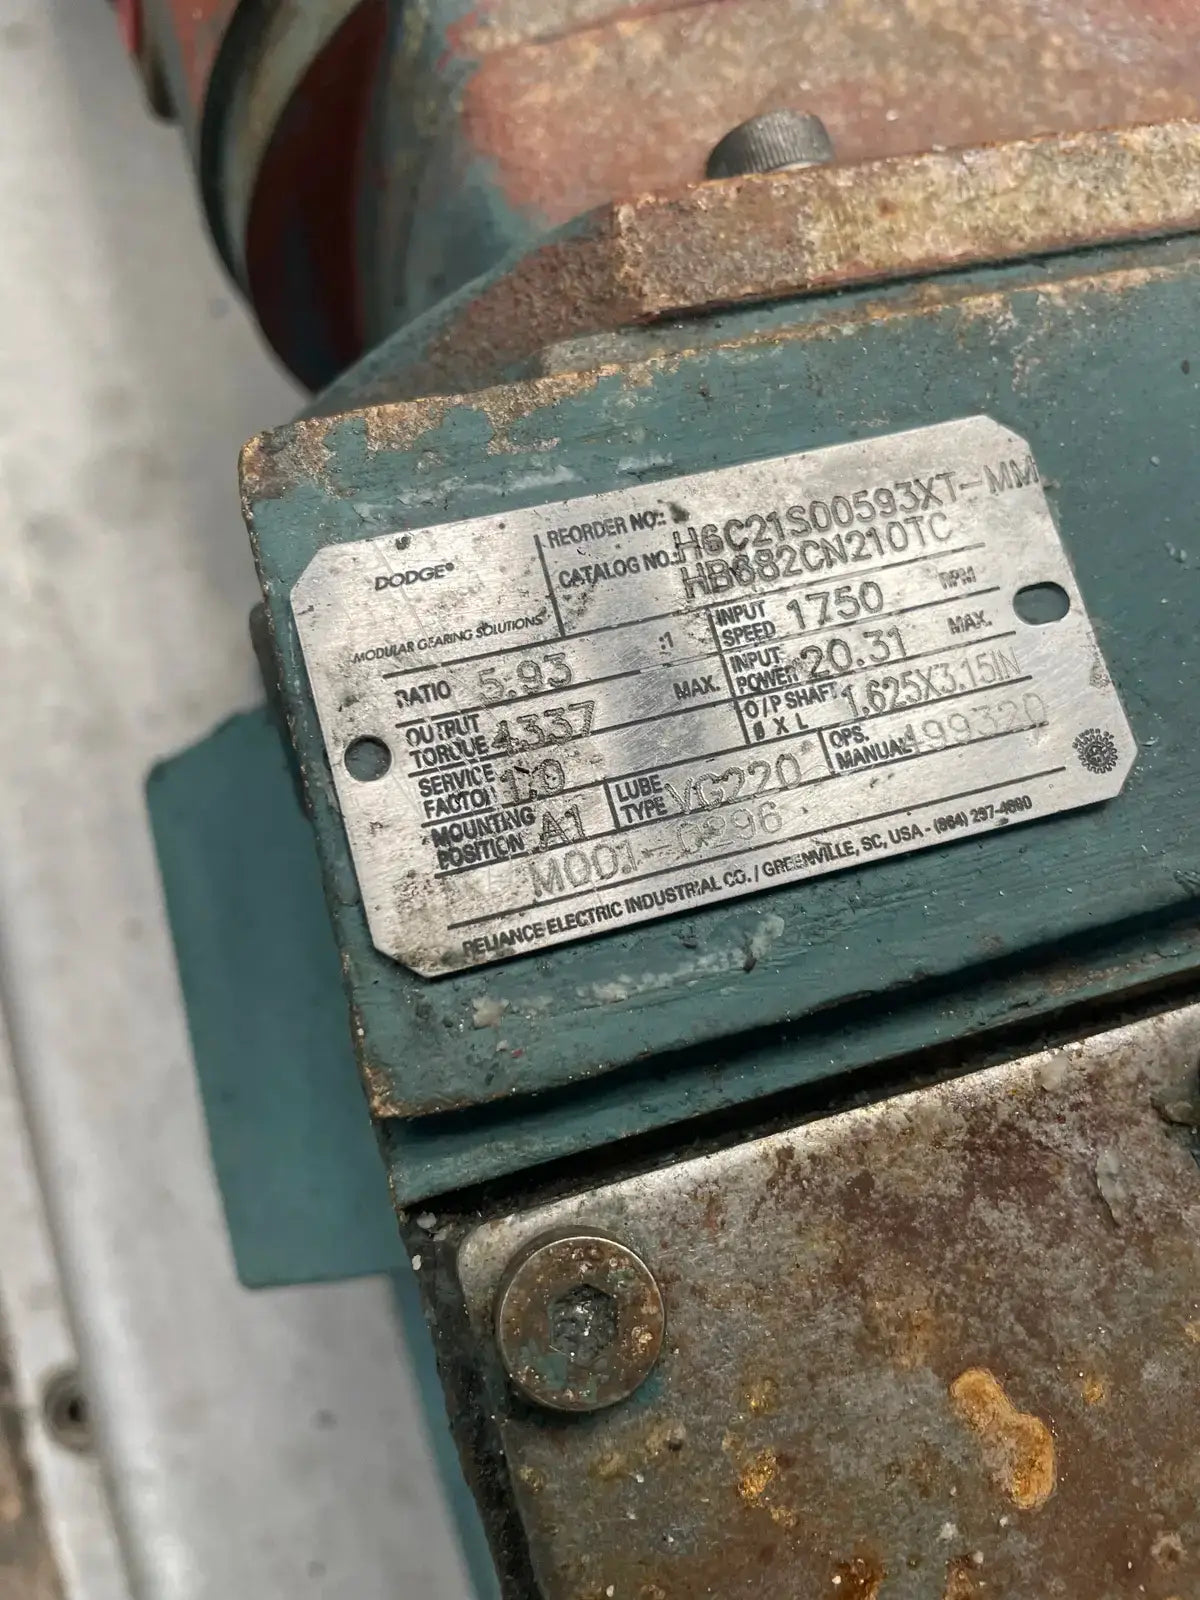 DODGE®
MODULAR GEARING SOLUTIONS
REORDER NO.: H6C21S00593XT-MM
CATALOG NO.: HB682CN210TC
RATIO 5.93 :1
INPUT SPEED 1750 RPM
OUTPUT TORQUE 4337 MAX.
INPUT POWER 20.31 MAX.
SERVICE FACTOR 1.0
O/P SHAFT Ø X L 1.625X3.15IN
MOUNTING POSITION A1
LUBE TYPE VG220
OPS. MANUAL 499320
M001-0296
RELIANCE ELECTRIC INDUSTRIAL CO. / GREENVILLE, SC, USA - (864) 297-4800